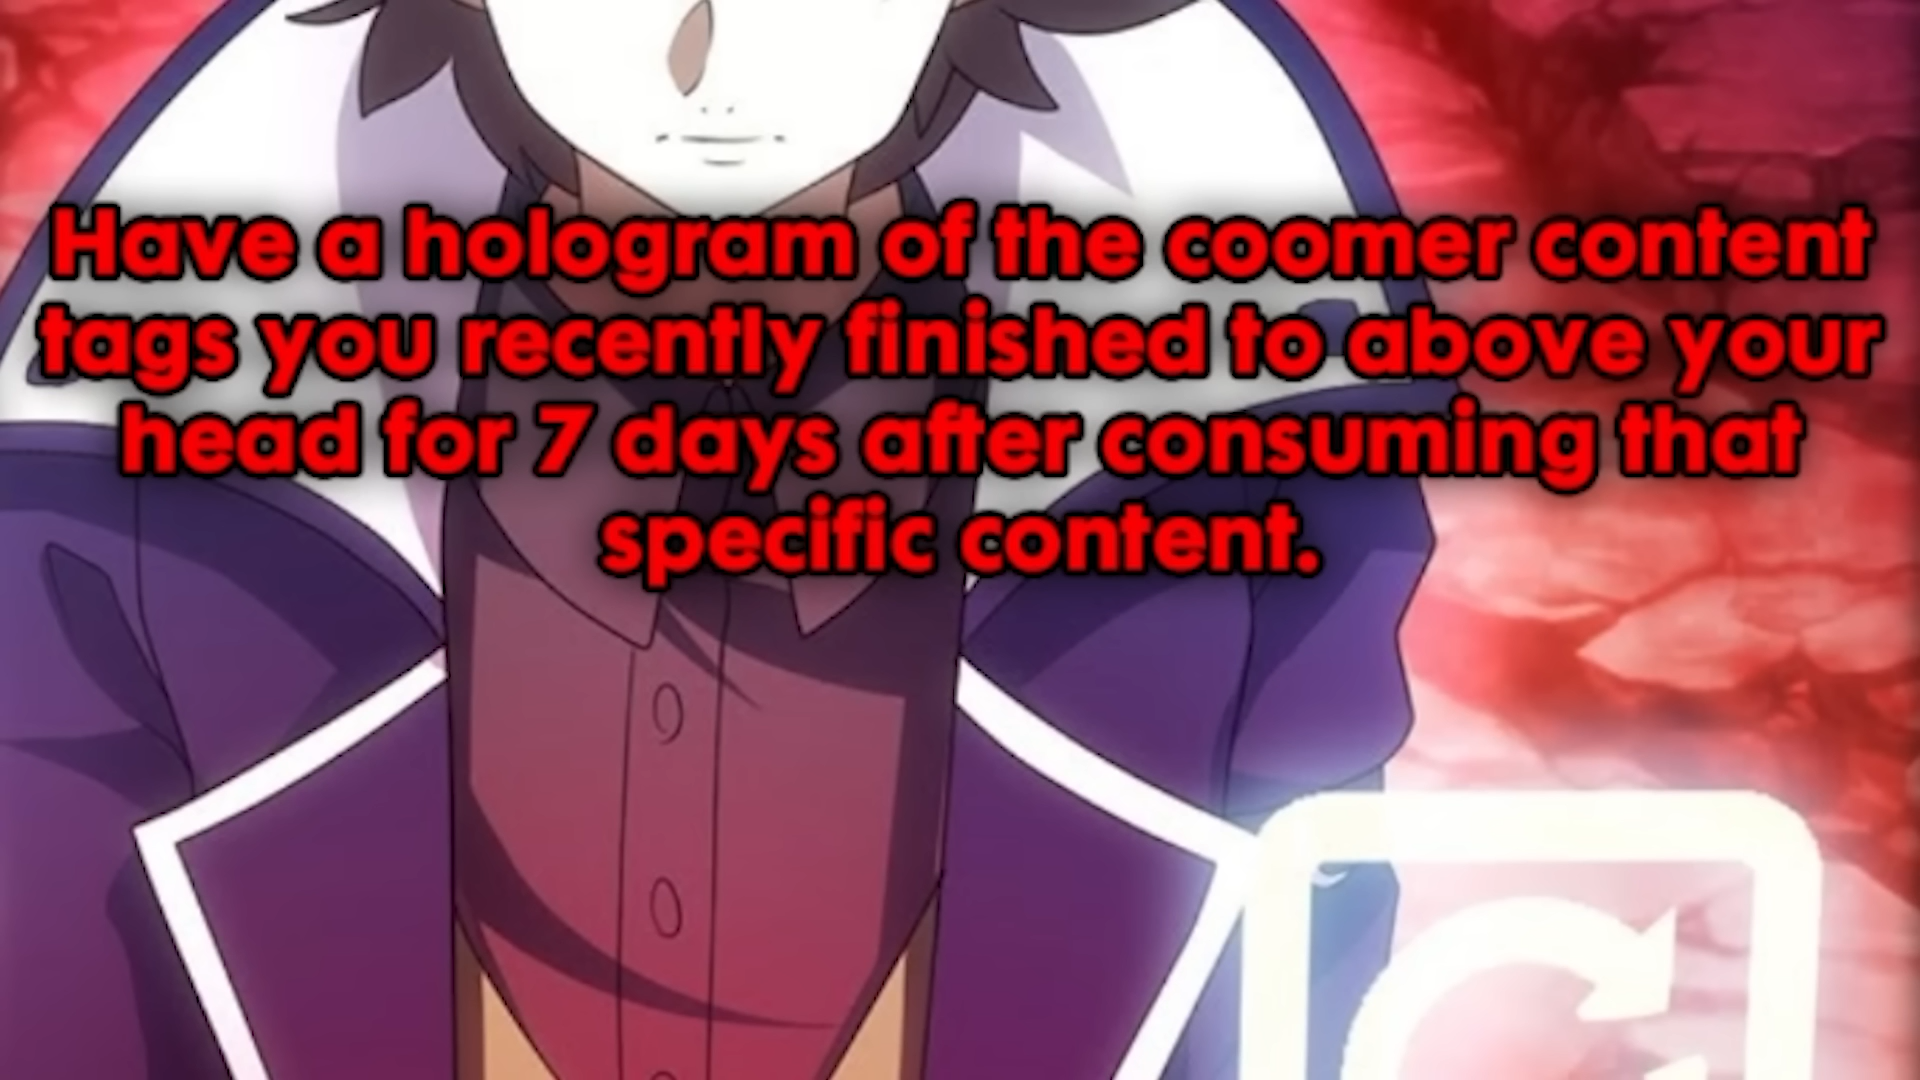 Have a hologram of the coomer content
tags you recently finished to above your
head for 7 days after consuming that
specific content.